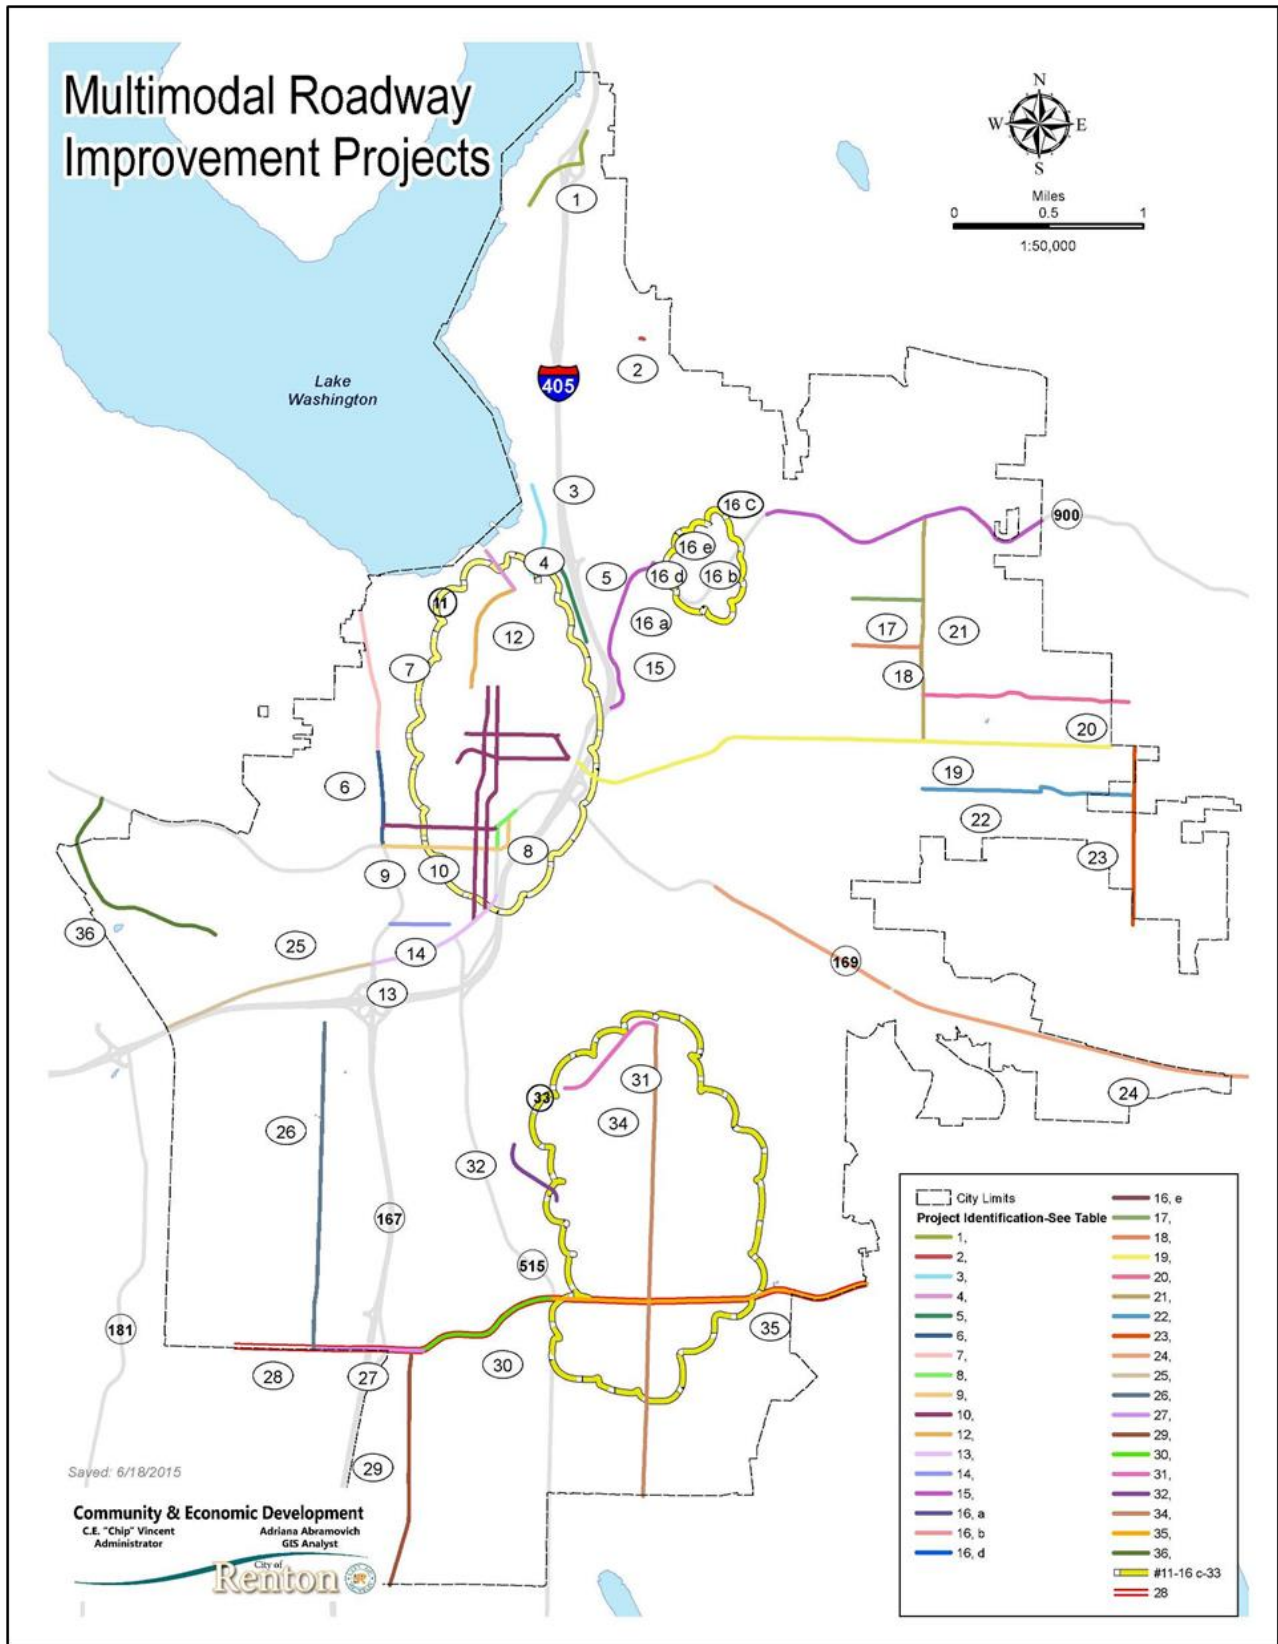 Multimodal Roadway
Improvement Projects
N
W E
S
Miles
0 0.5 1
1:50,000
1
2
405
Lake
Washington
3
16 C
900
16 e
4
5
16 d
16 b
11
16 a
12
17
21
7
15
18
20
19
6
22
8
23
10
9
36
25
14
169
13
31
24
33
34
26
32
167
515
181
35
30
28
27
29
City Limits
Project Identification-See Table
1,
2,
3,
4,
5,
6,
7,
8,
9,
10,
12,
13,
14,
15,
16, a
16, b
16, d
16, e
17,
18,
19,
20,
21,
22,
23,
24,
25,
26,
27,
29,
30,
31,
32,
34,
35,
36,
#11-16 c-33
28
Saved: 6/18/2015
Community & Economic Development
C.E. "Chip" Vincent Adriana Abramovich
Administrator GIS Analyst
City of
Renton